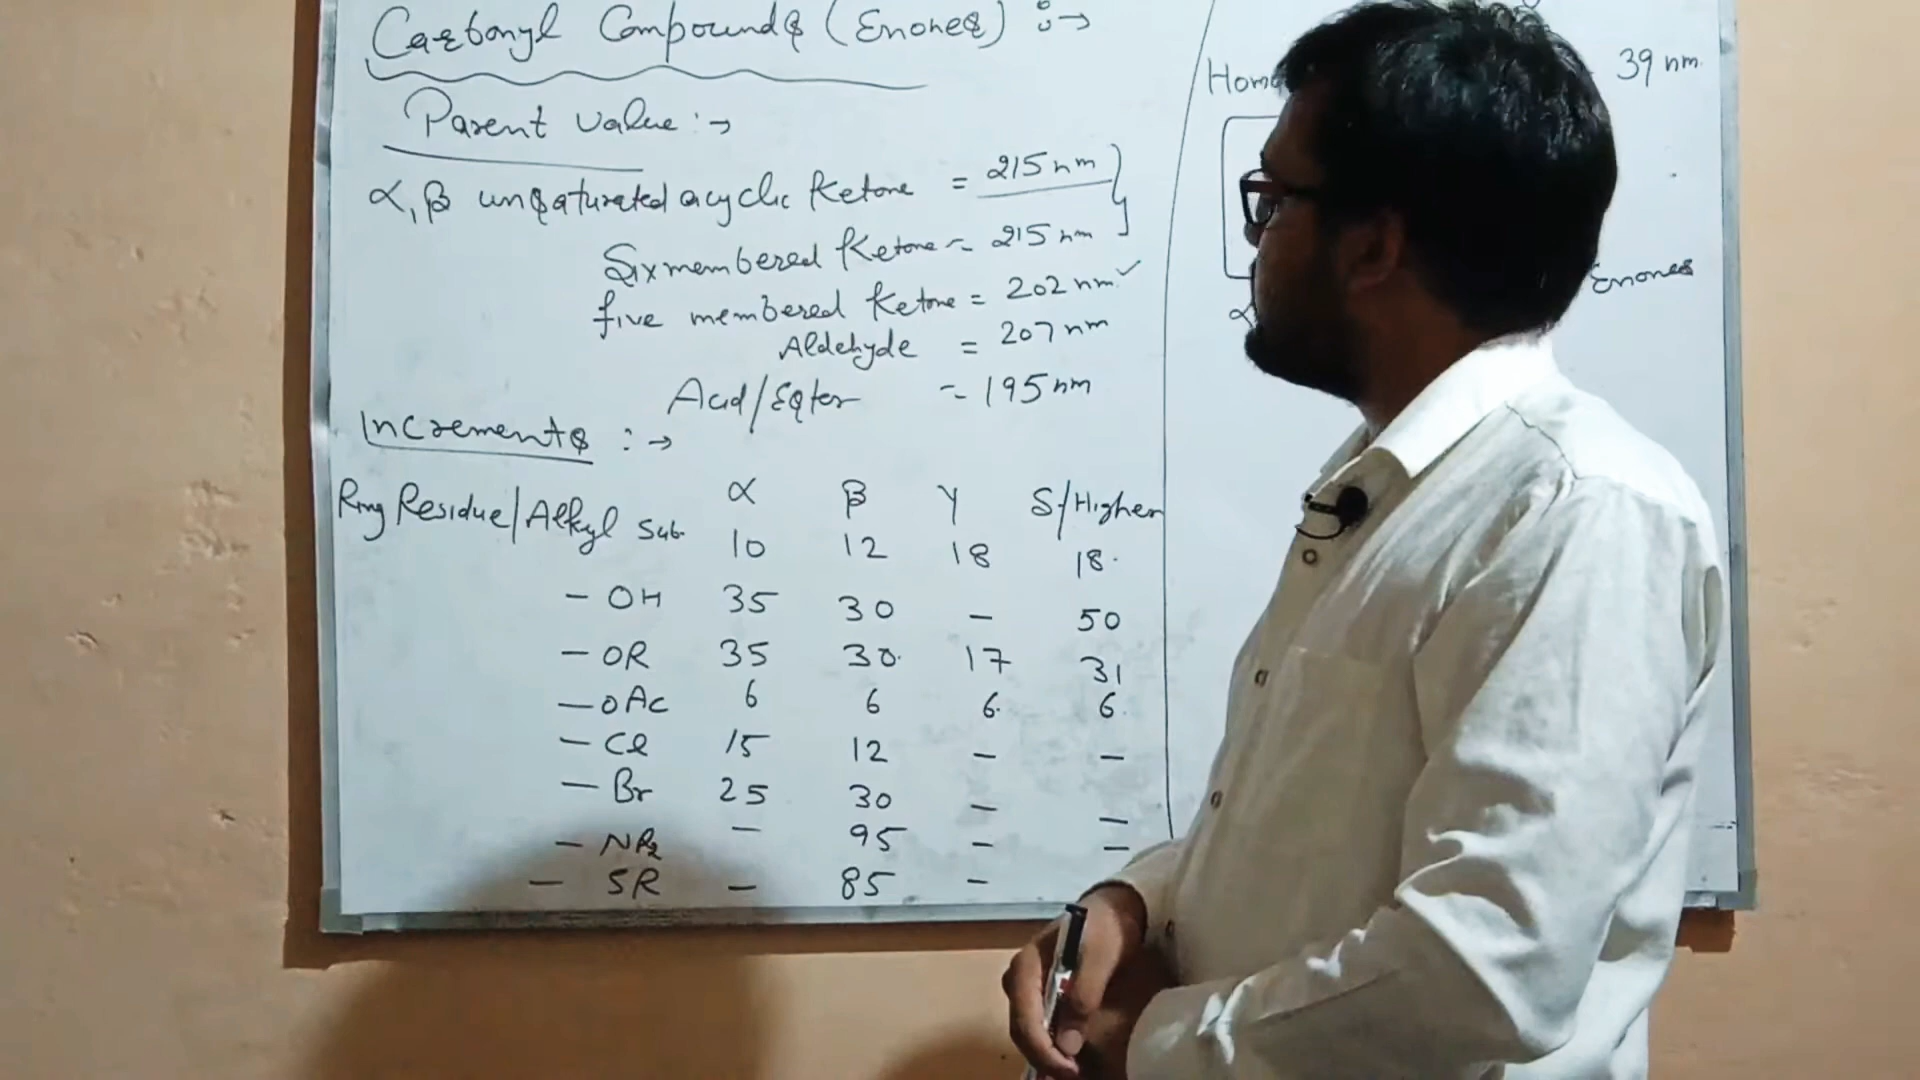 Carbonyl Compounds (Enones) :→
Parent value :→
α, β unsaturated acyclic Ketone = 215 nm
Six membered Ketone = 215 nm
five membered Ketone = 202 nm ✓
Aldehyde = 207 nm
Acid/Ester = 195 nm
Increments :→
α β γ δ/Higher
Ring Residue/Alkyl Sub. 10 12 18 18
- OH 35 30 - 50
- OR 35 30 17 31
- OAc 6 6 6 6
- Cl 15 12 - -
- Br 25 30 - -
- NR2 - 95 - -
- SR - 85 -
39 nm
Enones
α